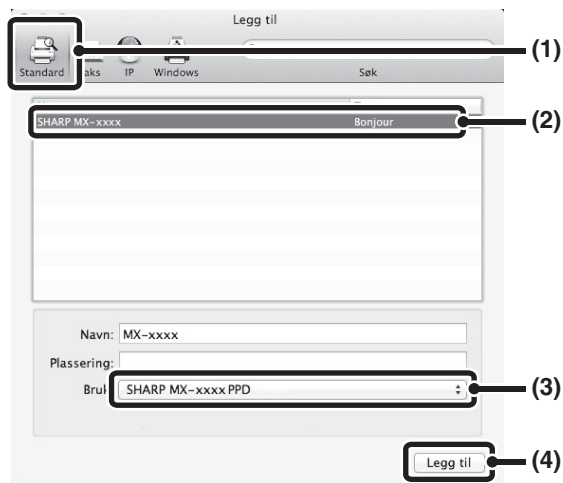 Legg til
(1)
Standard aks IP Windows Søk
SHARP MX-xxxx Bonjour (2)
Navn: MX-xxxx
Plassering:
Bruk SHARP MX-xxxx PPD (3)
Legg til (4)